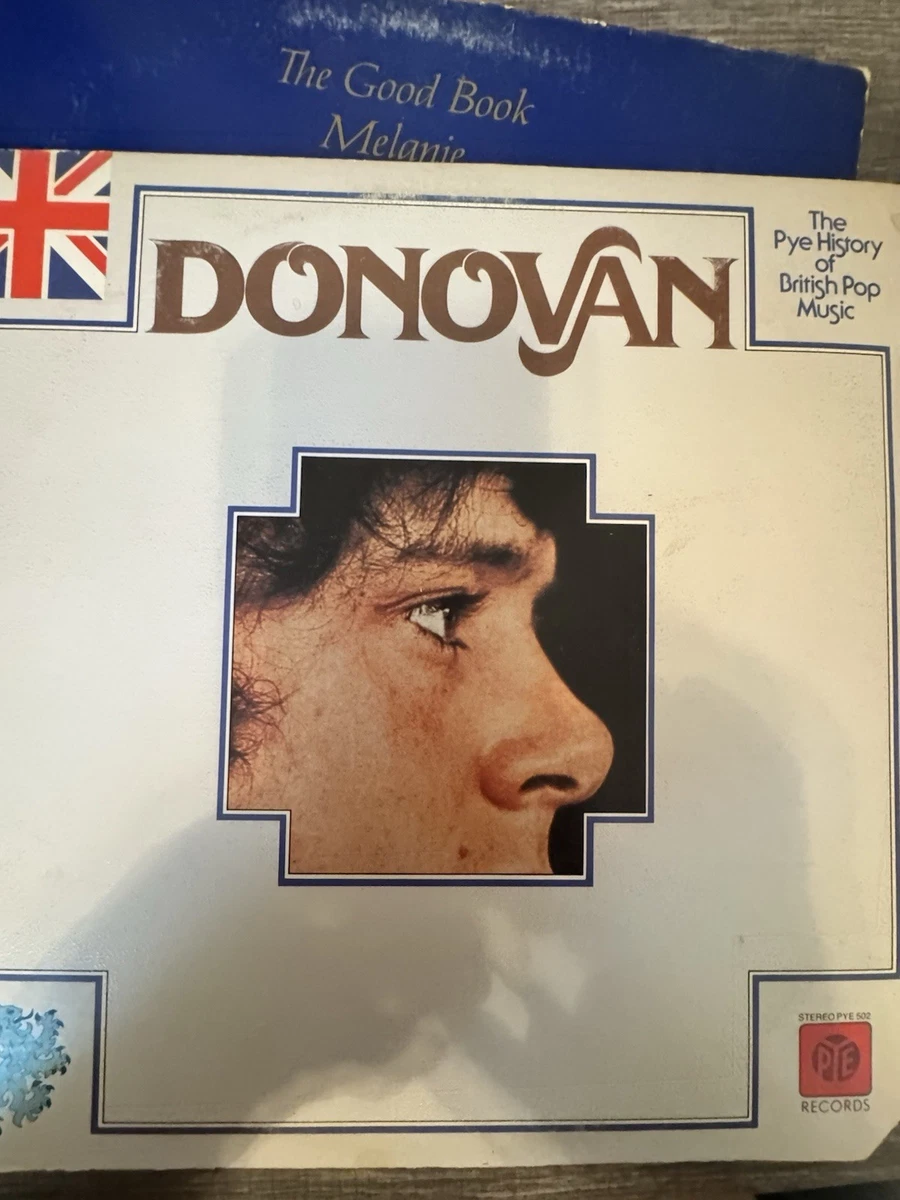 The Good Book
Melanie
DONOVAN
The
Pye History
of
British Pop
Music
STEREO PYE 502
PYE
RECORDS